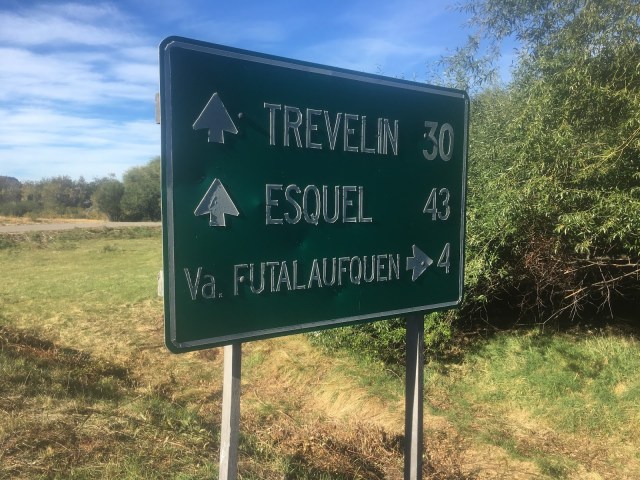 TREVELIN 30
ESQUEL 43
Va. FUTALAUFQUEN 4